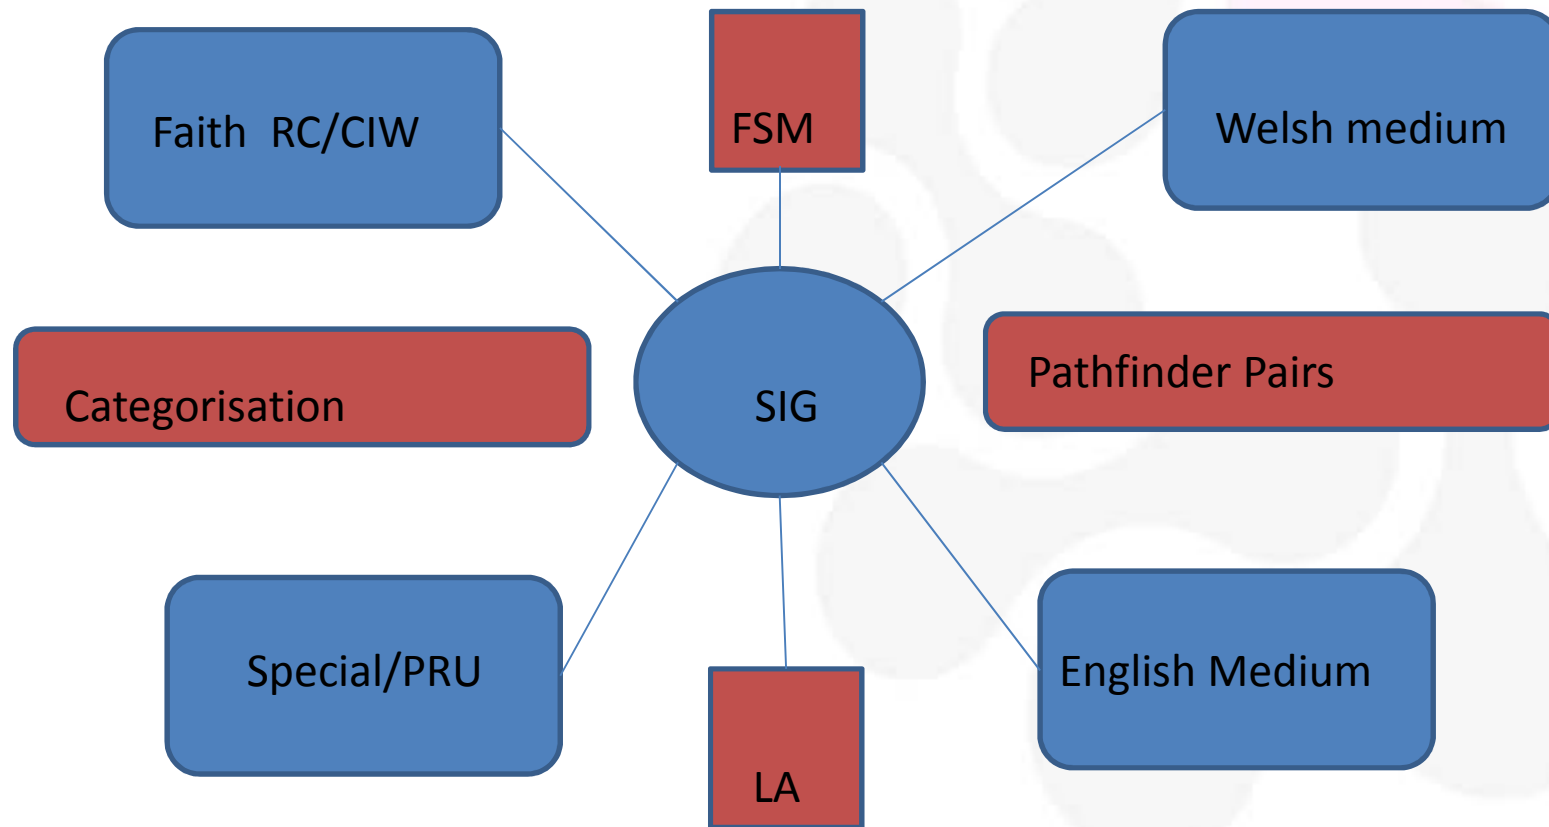 Faith RC/CIW
FSM
Welsh medium
Categorisation
SIG
Pathfinder Pairs
Special/PRU
LA
English Medium